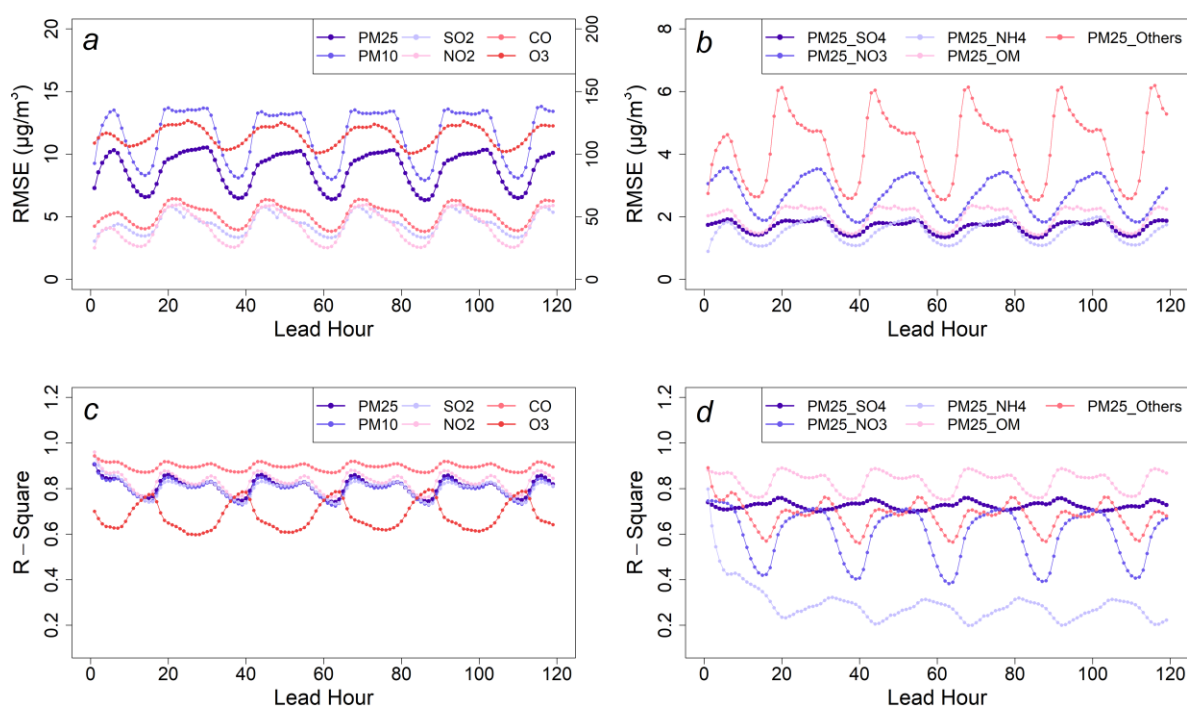 a
PM25 SO2 CO
PM10 NO2 O3
RMSE (μg/m³)
0 5 10 15 20
0 50 100 150 200
0 20 40 60 80 100 120
Lead Hour
b
PM25_SO4 PM25_NH4 PM25_Others
PM25_NO3 PM25_OM
RMSE (μg/m³)
0 2 4 6 8
0 20 40 60 80 100 120
Lead Hour
c
PM25 SO2 CO
PM10 NO2 O3
R – Square
0.2 0.4 0.6 0.8 1.0 1.2
0 20 40 60 80 100 120
Lead Hour
d
PM25_SO4 PM25_NH4 PM25_Others
PM25_NO3 PM25_OM
R – Square
0.2 0.4 0.6 0.8 1.0 1.2
0 20 40 60 80 100 120
Lead Hour